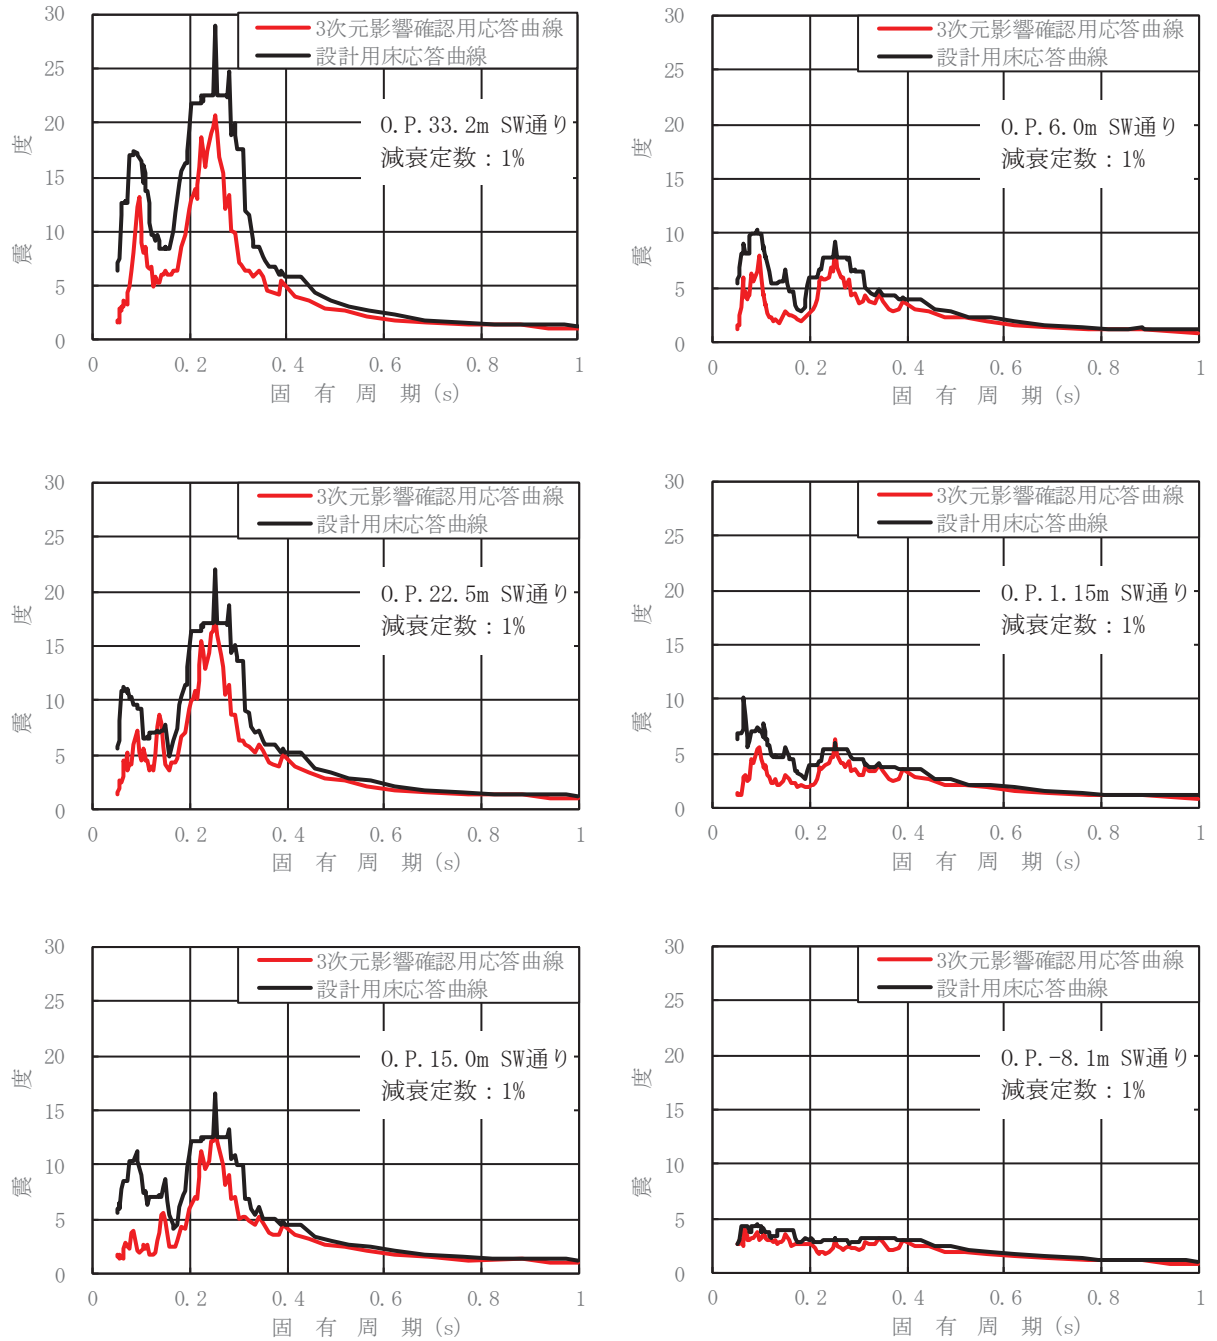 30
25
20
15
10
5
0
度
震
3次元影響確認用応答曲線
設計用床応答曲線
O.P.33.2m SW通り
減衰定数：1%
0 0.2 0.4 0.6 0.8 1
固 有 周 期(s)
30
25
20
15
10
5
0
度
震
3次元影響確認用応答曲線
設計用床応答曲線
O.P.6.0m SW通り
減衰定数：1%
0 0.2 0.4 0.6 0.8 1
固 有 周 期(s)
30
25
20
15
10
5
0
度
震
3次元影響確認用応答曲線
設計用床応答曲線
O.P.22.5m SW通り
減衰定数：1%
0 0.2 0.4 0.6 0.8 1
固 有 周 期(s)
30
25
20
15
10
5
0
度
震
3次元影響確認用応答曲線
設計用床応答曲線
O.P.1.15m SW通り
減衰定数：1%
0 0.2 0.4 0.6 0.8 1
固 有 周 期(s)
30
25
20
15
10
5
0
度
震
3次元影響確認用応答曲線
設計用床応答曲線
O.P.15.0m SW通り
減衰定数：1%
0 0.2 0.4 0.6 0.8 1
固 有 周 期(s)
30
25
20
15
10
5
0
度
震
3次元影響確認用応答曲線
設計用床応答曲線
O.P.-8.1m SW通り
減衰定数：1%
0 0.2 0.4 0.6 0.8 1
固 有 周 期(s)